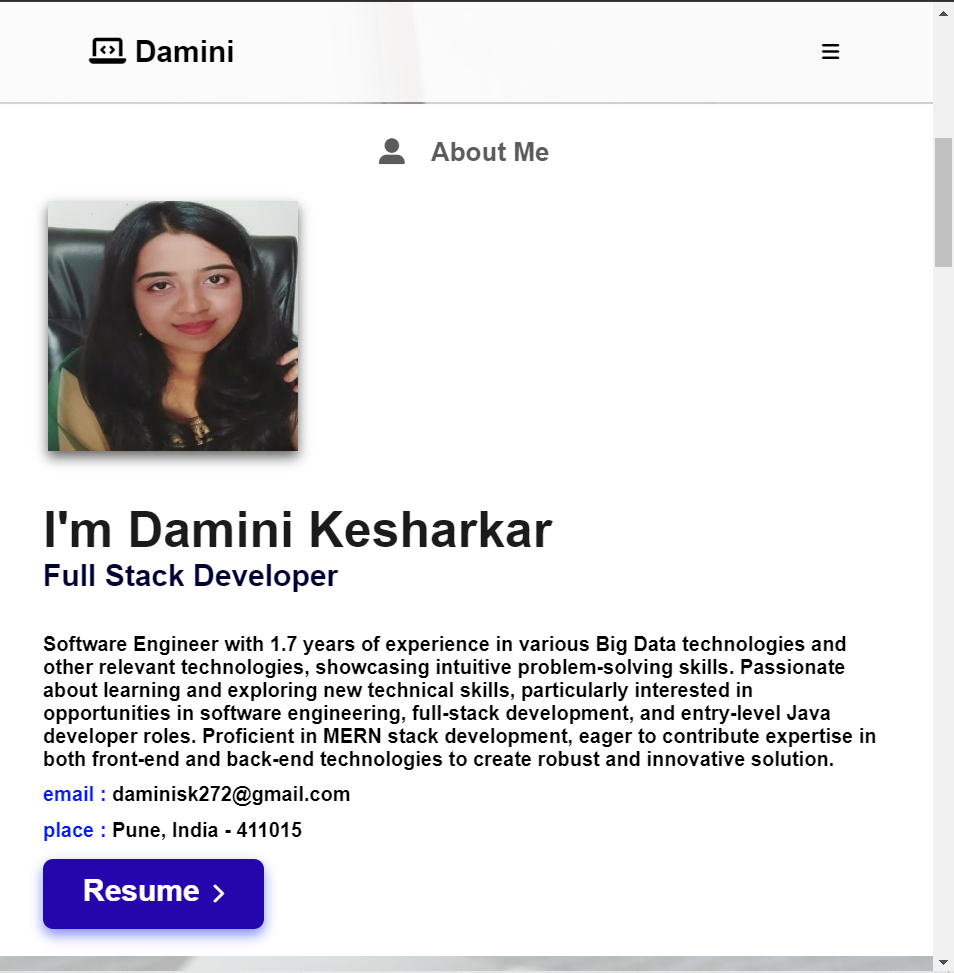 Damini
About Me
I'm Damini Kesharkar
Full Stack Developer
Software Engineer with 1.7 years of experience in various Big Data technologies and
other relevant technologies, showcasing intuitive problem-solving skills. Passionate
about learning and exploring new technical skills, particularly interested in
opportunities in software engineering, full-stack development, and entry-level Java
developer roles. Proficient in MERN stack development, eager to contribute expertise in
both front-end and back-end technologies to create robust and innovative solution.
email : daminisk272@gmail.com
place : Pune, India - 411015
Resume